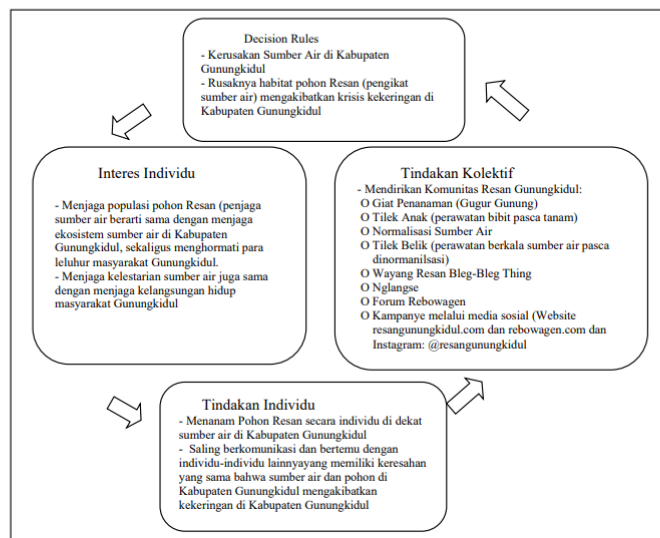 Decision Rules
- Kerusakan Sumber Air di Kabupaten
Gunungkidul
- Rusaknya habitat pohon Resan (pengikat
sumber air) mengakibatkan krisis kekeringan di
Kabupaten Gunungkidul
Interes Individu
- Menjaga populasi pohon Resan (penjaga
sumber air berarti sama dengan menjaga
ekosistem sumber air di Kabupaten
Gunungkidul, sekaligus menghormati para
leluhur masyarakat Gunungkidul.
- Menjaga kelestarian sumber air juga sama
dengan menjaga kelangsungan hidup
masyarakat Gunungkidul
Tindakan Kolektif
- Mendirikan Komunitas Resan Gunungkidul:
O Giat Penanaman (Gugur Gunung)
O Tilek Anak (perawatan bibit pasca tanam)
O Normalisasi Sumber Air
O Tilek Belik (perawatan berkala sumber air pasca
dinormanilsasi)
O Wayang Resan Bleg-Bleg Thing
O Nglangse
O Forum Rebowagen
O Kampanye melalui media sosial (Website
resangunungkidul.com dan rebowagen.com dan
Instagram: @resangunungkidul
Tindakan Individu
- Menanam Pohon Resan secara individu di dekat
sumber air di Kabupaten Gunungkidul
- Saling berkomunikasi dan bertemu dengan
individu-individu lainnyayang memiliki keresahan
yang sama bahwa sumber air dan pohon di
Kabupaten Gunungkidul mengakibatkan
kekeringan di Kabupaten Gunungkidul